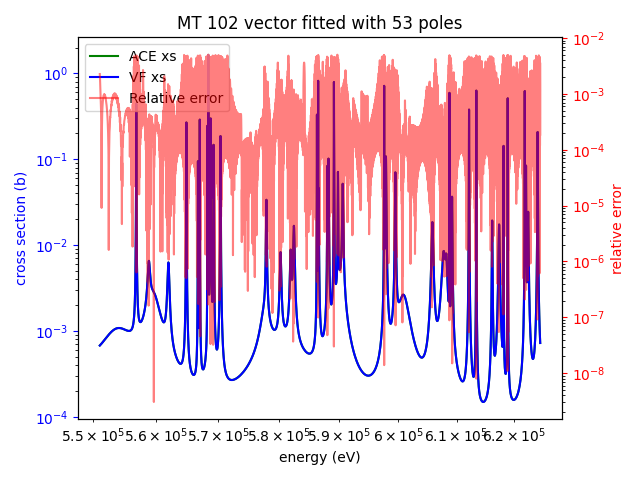 MT 102 vector fitted with 53 poles
ACE xs
VF xs
Relative error
10⁰
10⁻¹
10⁻²
10⁻³
10⁻⁴
cross section (b)
10⁻²
10⁻³
10⁻⁴
10⁻⁵
10⁻⁶
10⁻⁷
10⁻⁸
relative error
5.5 × 10⁵ 5.6 × 10⁵ 5.7 × 10⁵ 5.8 × 10⁵ 5.9 × 10⁵ 6 × 10⁵ 6.1 × 10⁵ 6.2 × 10⁵
energy (eV)